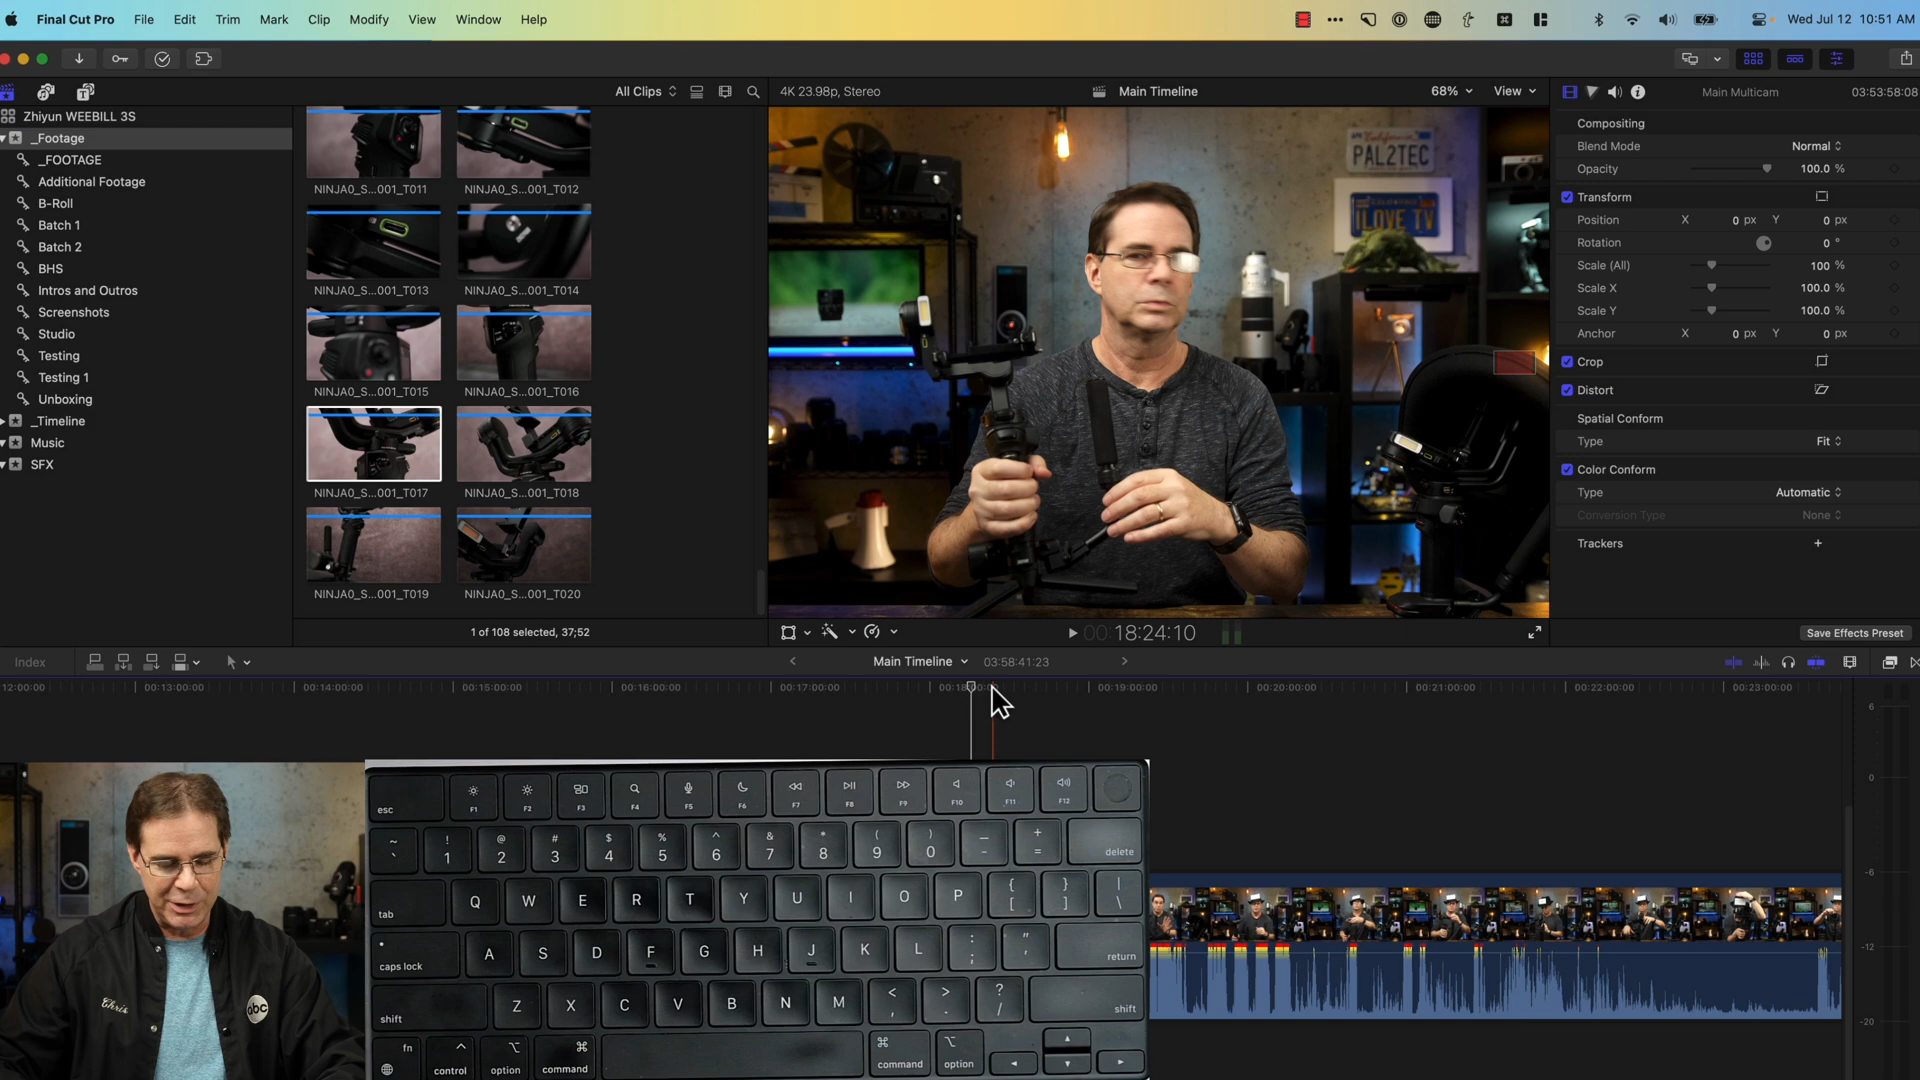 Final Cut Pro File Edit Trim Mark Clip Modify View Window Help Wed Jul 12 10:51 AM
All Clips
4K 23.98p, Stereo Main Timeline 68% View
Main Multicam 03:53:58:08
Zhiyun WEEBILL 3S
_Footage
_FOOTAGE
Additional Footage
B-Roll
Batch 1
Batch 2
BHS
Intros and Outros
Screenshots
Studio
Testing
Testing 1
Unboxing
_Timeline
Music
SFX
NINJA0_S...001_T011 NINJA0_S...001_T012
NINJA0_S...001_T013 NINJA0_S...001_T014
NINJA0_S...001_T015 NINJA0_S...001_T016
NINJA0_S...001_T017 NINJA0_S...001_T018
NINJA0_S...001_T019 NINJA0_S...001_T020
1 of 108 selected, 37;52
California
PAL2TEC
ILOVE TV
00:18:24:10
Compositing
Blend Mode Normal
Opacity 100.0 %
Transform
Position X 0 px Y 0 px
Rotation 0 °
Scale (All) 100 %
Scale X 100.0 %
Scale Y 100.0 %
Anchor X 0 px Y 0 px
Crop
Distort
Spatial Conform
Type Fit
Color Conform
Type Automatic
Conversion Type None
Trackers +
Save Effects Preset
Index Main Timeline 03:58:41:23
12:00:00 00:13:00:00 00:14:00:00 00:15:00:00 00:16:00:00 00:17:00:00 00:19:00:00 00:20:00:00 00:21:00:00 00:22:00:00 00:23:00:00
6
0
-6
-12
-20
Chris
abc
esc F1 F2 F3 F4 F5 F6 F7 F8 F9 F10 F11 F12
~ ! @ # $ % ^ & * ( ) — +
` 1 2 3 4 5 6 7 8 9 0 - = delete
tab Q W E R T Y U I O P { [ } ] | \
caps lock A S D F G H J K L : ; " ' return
shift Z X C V B N M < , > . ? / shift
fn control option command command option